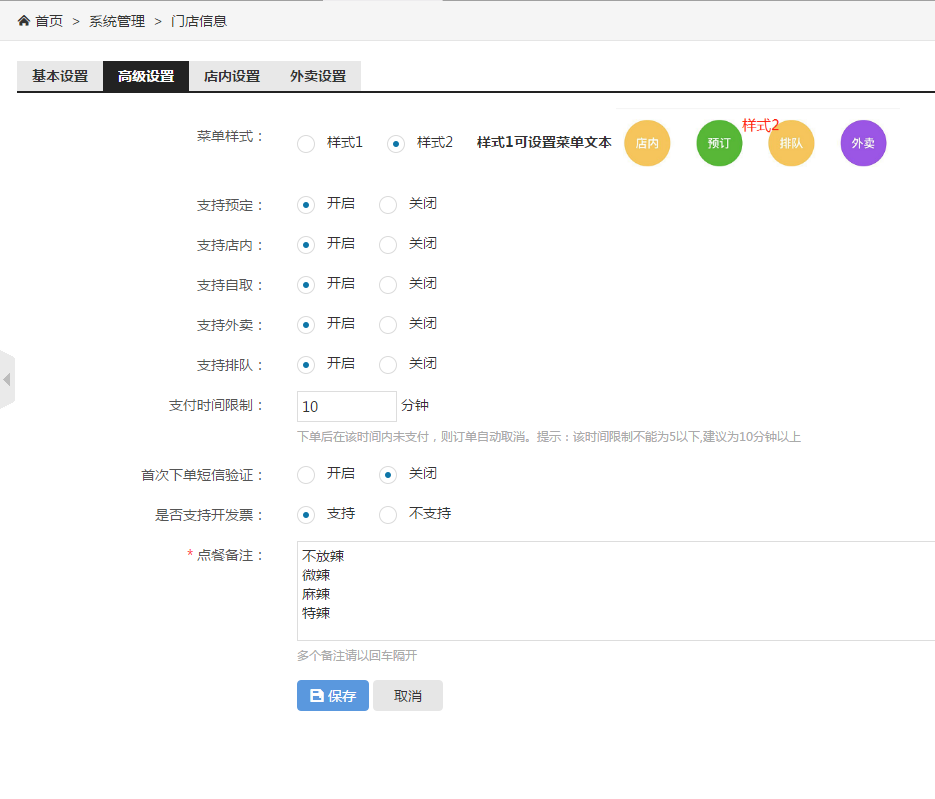 首页 > 系统管理 > 门店信息
基本设置 高级设置 店内设置 外卖设置
菜单样式： 样式1 样式2 样式1可设置菜单文本 店内 预订 样式2 排队 外卖
支持预定： 开启 关闭
支持店内： 开启 关闭
支持自取： 开启 关闭
支持外卖： 开启 关闭
支持排队： 开启 关闭
支付时间限制： 10 分钟
下单后在该时间内未支付，则订单自动取消。提示：该时间限制不能为5以下,建议为10分钟以上
首次下单短信验证： 开启 关闭
是否支持开发票： 支持 不支持
* 点餐备注： 不放辣
微辣
麻辣
特辣
多个备注请以回车隔开
保存 取消